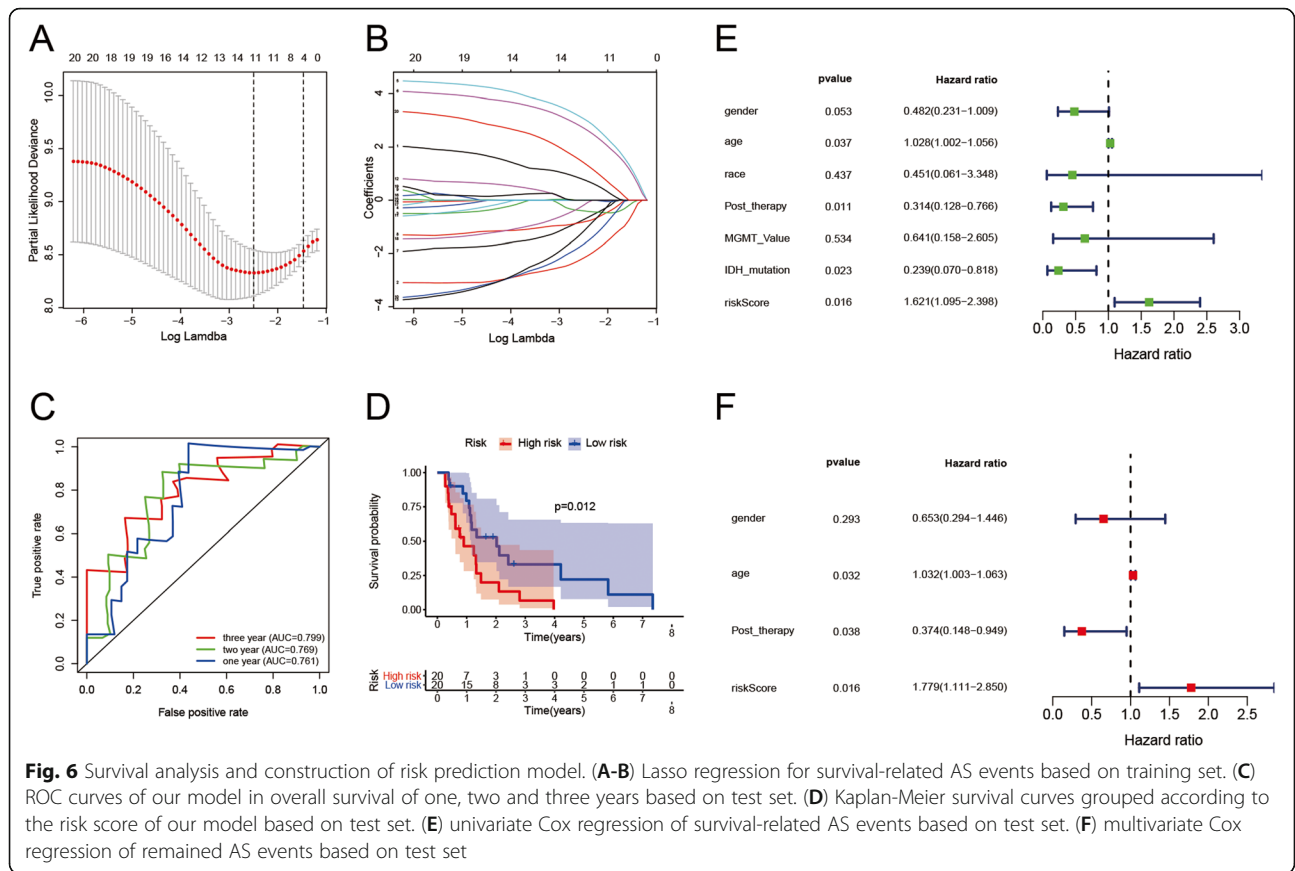 A
20 20 18 19 19 16 14 12 13 14 11 11 8 4 0
Partial Likelihood Deviance
10.0
9.5
9.0
8.5
8.0
−6 −5 −4 −3 −2 −1
Log Lamdba
B
20 19 14 14 11 0
Coefficients
4
2
0
−2
−4
−6 −5 −4 −3 −2 −1
Log Lambda
E
pvalue Hazard ratio
gender 0.053 0.482(0.231−1.009)
age 0.037 1.028(1.002−1.056)
race 0.437 0.451(0.061−3.348)
Post_therapy 0.011 0.314(0.128−0.766)
MGMT_Value 0.534 0.641(0.158−2.605)
IDH_mutation 0.023 0.239(0.070−0.818)
riskScore 0.016 1.621(1.095−2.398)
0.0 0.5 1.0 1.5 2.0 2.5 3.0
Hazard ratio
C
True positive rate
1.0
0.8
0.6
0.4
0.2
0.0
three year (AUC=0.799)
two year (AUC=0.769)
one year (AUC=0.761)
0.0 0.2 0.4 0.6 0.8 1.0
False positive rate
D
Risk High risk Low risk
Survival probability
1.00
0.75
0.50
0.25
0.00
p=0.012
0 1 2 3 4 5 6 7 8
Time(years)
Risk
High risk 20 7 3 1 0 0 0 0 0
Low risk 20 15 8 3 3 2 1 1 0
0 1 2 3 4 5 6 7 8
Time(years)
F
pvalue Hazard ratio
gender 0.293 0.653(0.294−1.446)
age 0.032 1.032(1.003−1.063)
Post_therapy 0.038 0.374(0.148−0.949)
riskScore 0.016 1.779(1.111−2.850)
0.0 0.5 1.0 1.5 2.0 2.5
Hazard ratio
Fig. 6 Survival analysis and construction of risk prediction model. (A-B) Lasso regression for survival-related AS events based on training set. (C)
ROC curves of our model in overall survival of one, two and three years based on test set. (D) Kaplan-Meier survival curves grouped according to
the risk score of our model based on test set. (E) univariate Cox regression of survival-related AS events based on test set. (F) multivariate Cox
regression of remained AS events based on test set